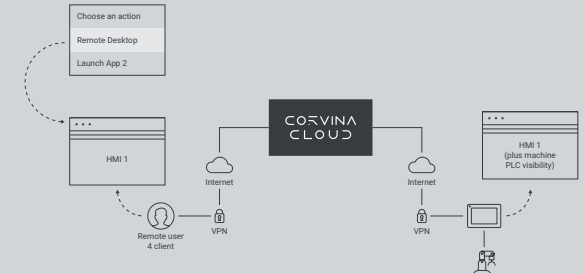 Choose an action
Remote Desktop
Launch App 2
HMI 1
CORVINA
CLOUD
HMI 1
(plus machine
PLC visibility)
Internet
Internet
VPN
VPN
Remote user
4 client